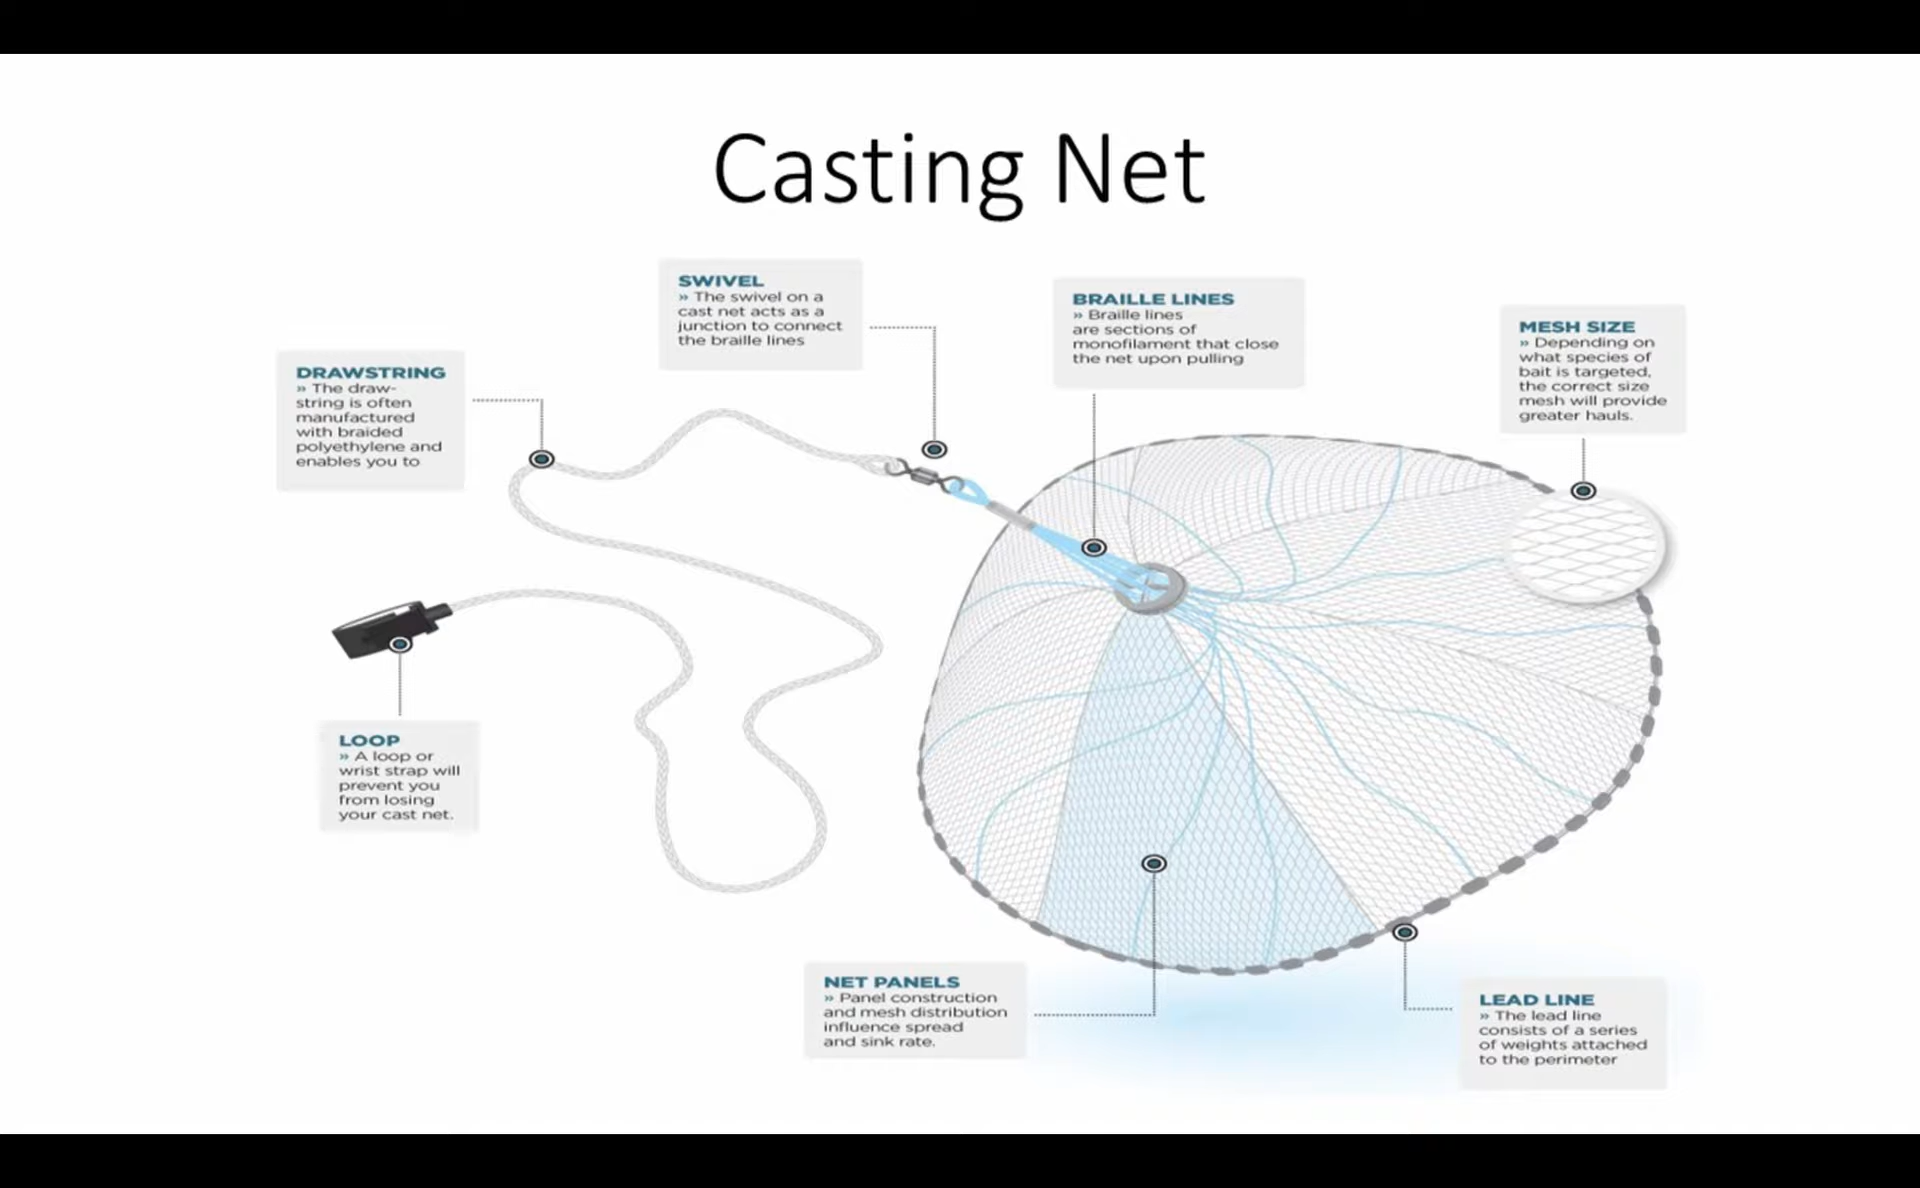 Casting Net
SWIVEL
» The swivel on a
cast net acts as a
junction to connect
the braille lines
BRAILLE LINES
» Braille lines
are sections of
monofilament that close
the net upon pulling
MESH SIZE
» Depending on
what species of
bait is targeted,
the correct size
mesh will provide
greater hauls.
DRAWSTRING
» The draw-
string is often
manufactured
with braided
polyethylene and
enables you to
LOOP
» A loop or
wrist strap will
prevent you
from losing
your cast net.
NET PANELS
» Panel construction
and mesh distribution
influence spread
and sink rate.
LEAD LINE
» The lead line
consists of a series
of weights attached
to the perimeter